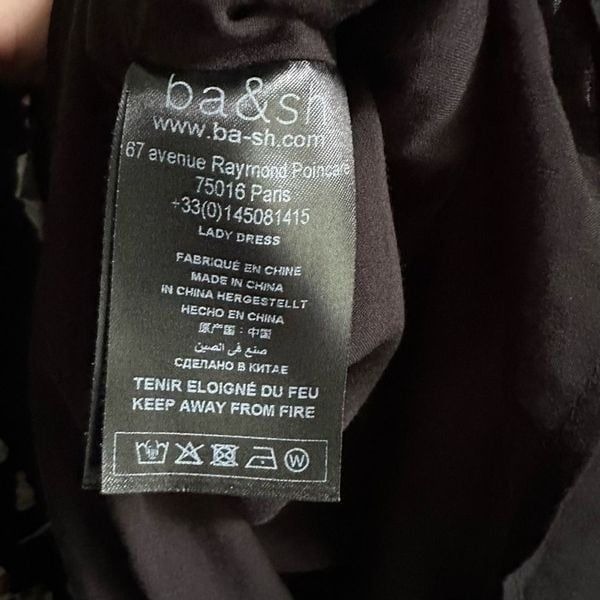 ba&sh
www.ba-sh.com
67 avenue Raymond Poincaré
75016 Paris
+33(0)145081415
LADY DRESS
FABRIQUÉ EN CHINE
MADE IN CHINA
IN CHINA HERGESTELLT
HECHO EN CHINA
原产国：中国
صنع في الصين
СДЕЛАНО В КИТАЕ
TENIR ELOIGNÉ DU FEU
KEEP AWAY FROM FIRE
W